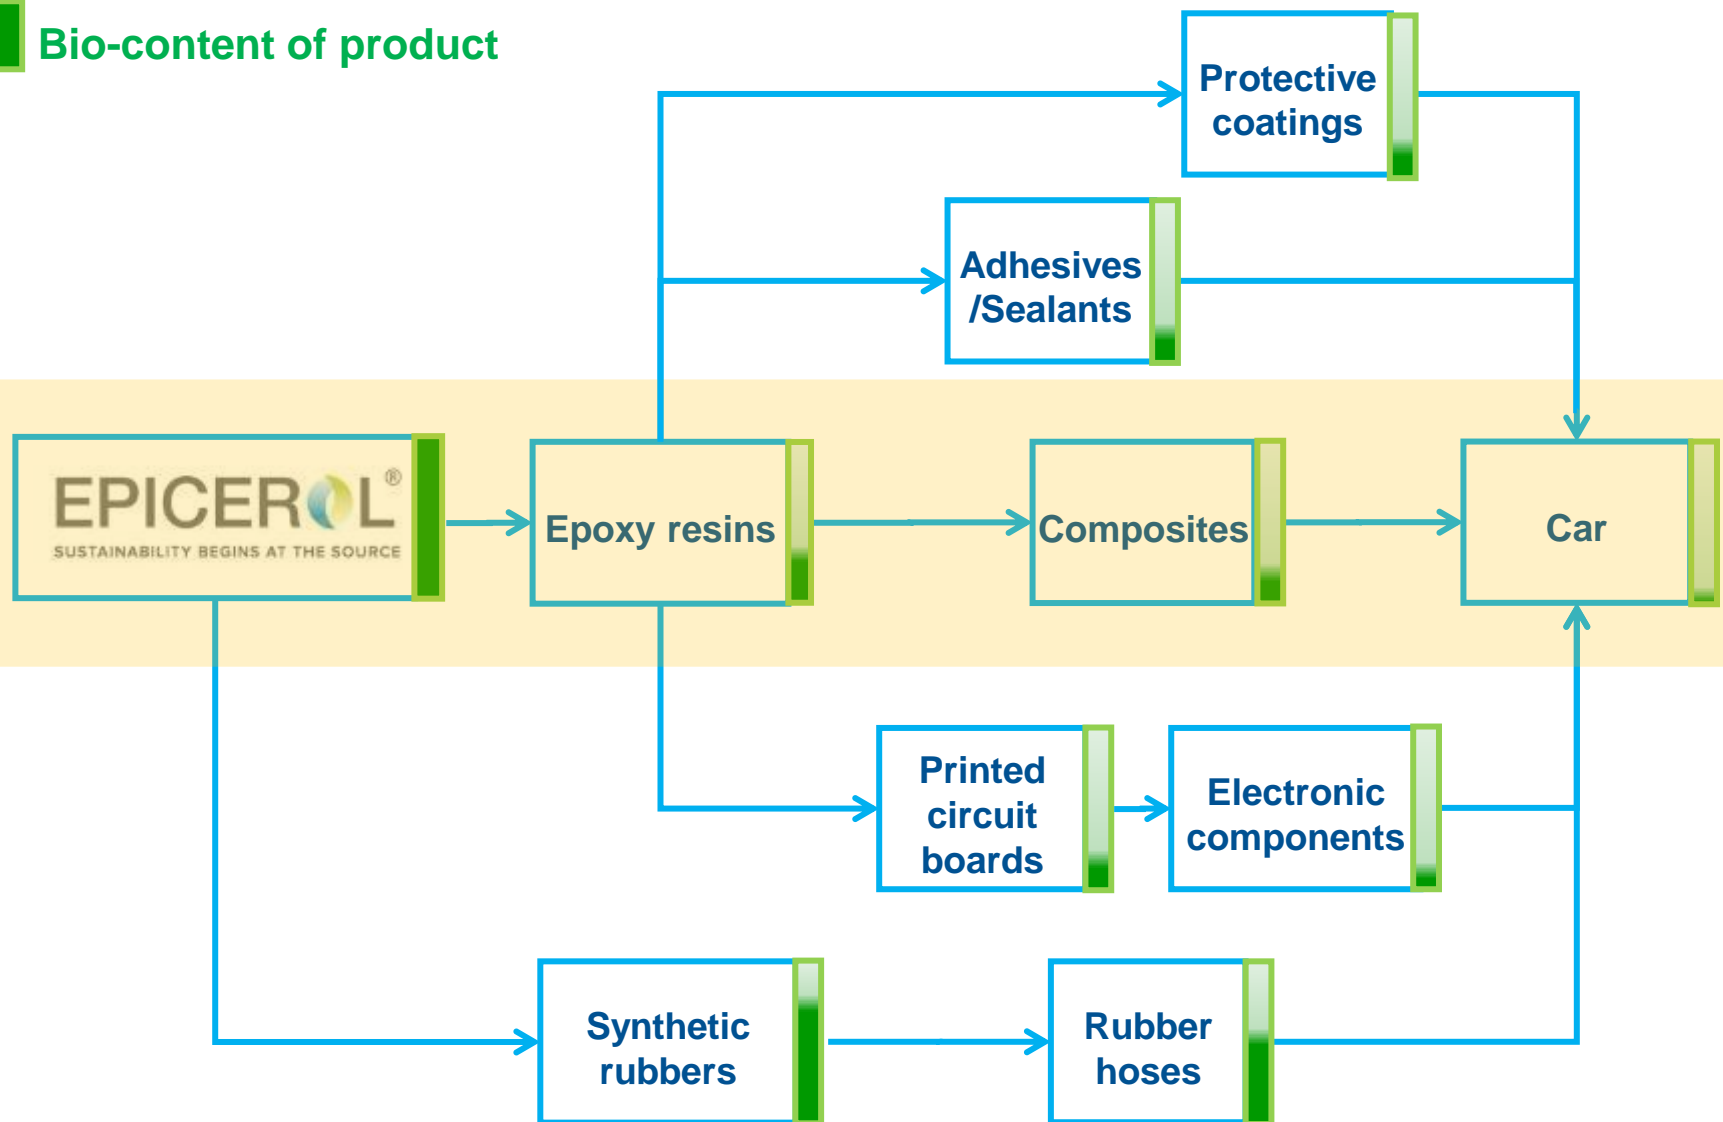 Bio-content of product
Protective
coatings
Adhesives
/Sealants
EPICEROL®
SUSTAINABILITY BEGINS AT THE SOURCE
Epoxy resins
Composites
Car
Printed
circuit
boards
Electronic
components
Synthetic
rubbers
Rubber
hoses